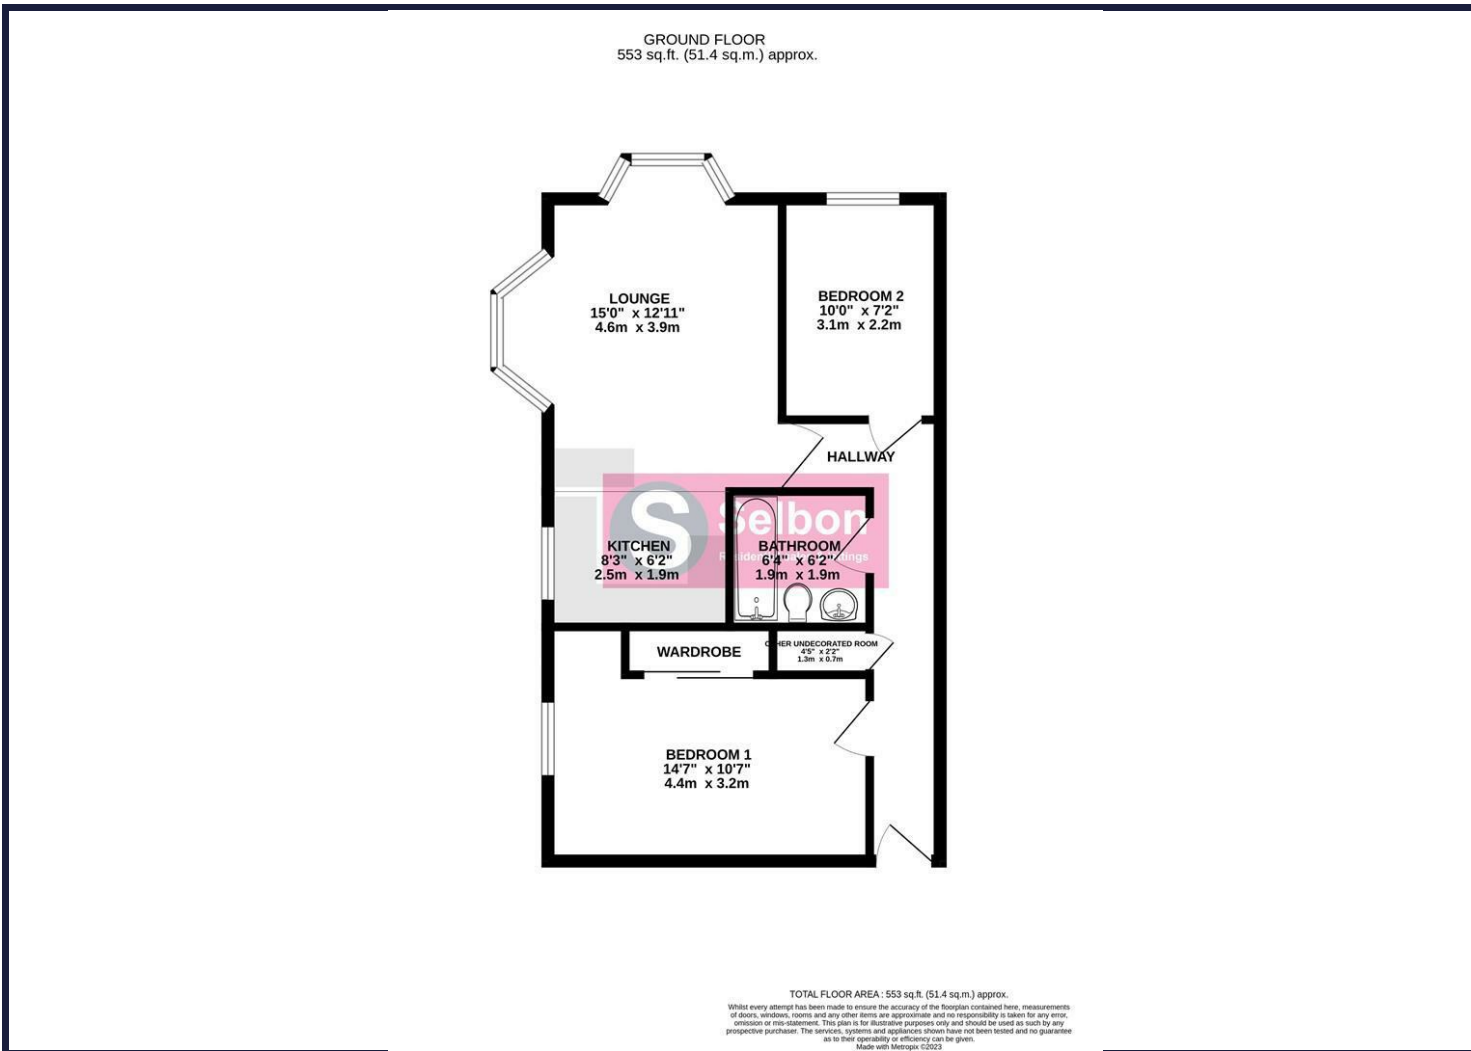 GROUND FLOOR
553 sq.ft. (51.4 sq.m.) approx.
LOUNGE
15'0" x 12'11"
4.6m x 3.9m
BEDROOM 2
10'0" x 7'2"
3.1m x 2.2m
HALLWAY
S Selbon
KITCHEN
8'3" x 6'2"
2.5m x 1.9m
BATHROOM
6'4" x 6'2"
1.9m x 1.9m
OTHER UNDECORATED ROOM
4'5" x 2'2"
1.3m x 0.7m
WARDROBE
BEDROOM 1
14'7" x 10'7"
4.4m x 3.2m
TOTAL FLOOR AREA : 553 sq.ft. (51.4 sq.m.) approx.
Whilst every attempt has been made to ensure the accuracy of the floorplan contained here, measurements
of doors, windows, rooms and any other items are approximate and no responsibility is taken for any error,
omission or mis-statement. This plan is for illustrative purposes only and should be used as such by any
prospective purchaser. The services, systems and appliances shown have not been tested and no guarantee
as to their operability or efficiency can be given.
Made with Metropix ©2023